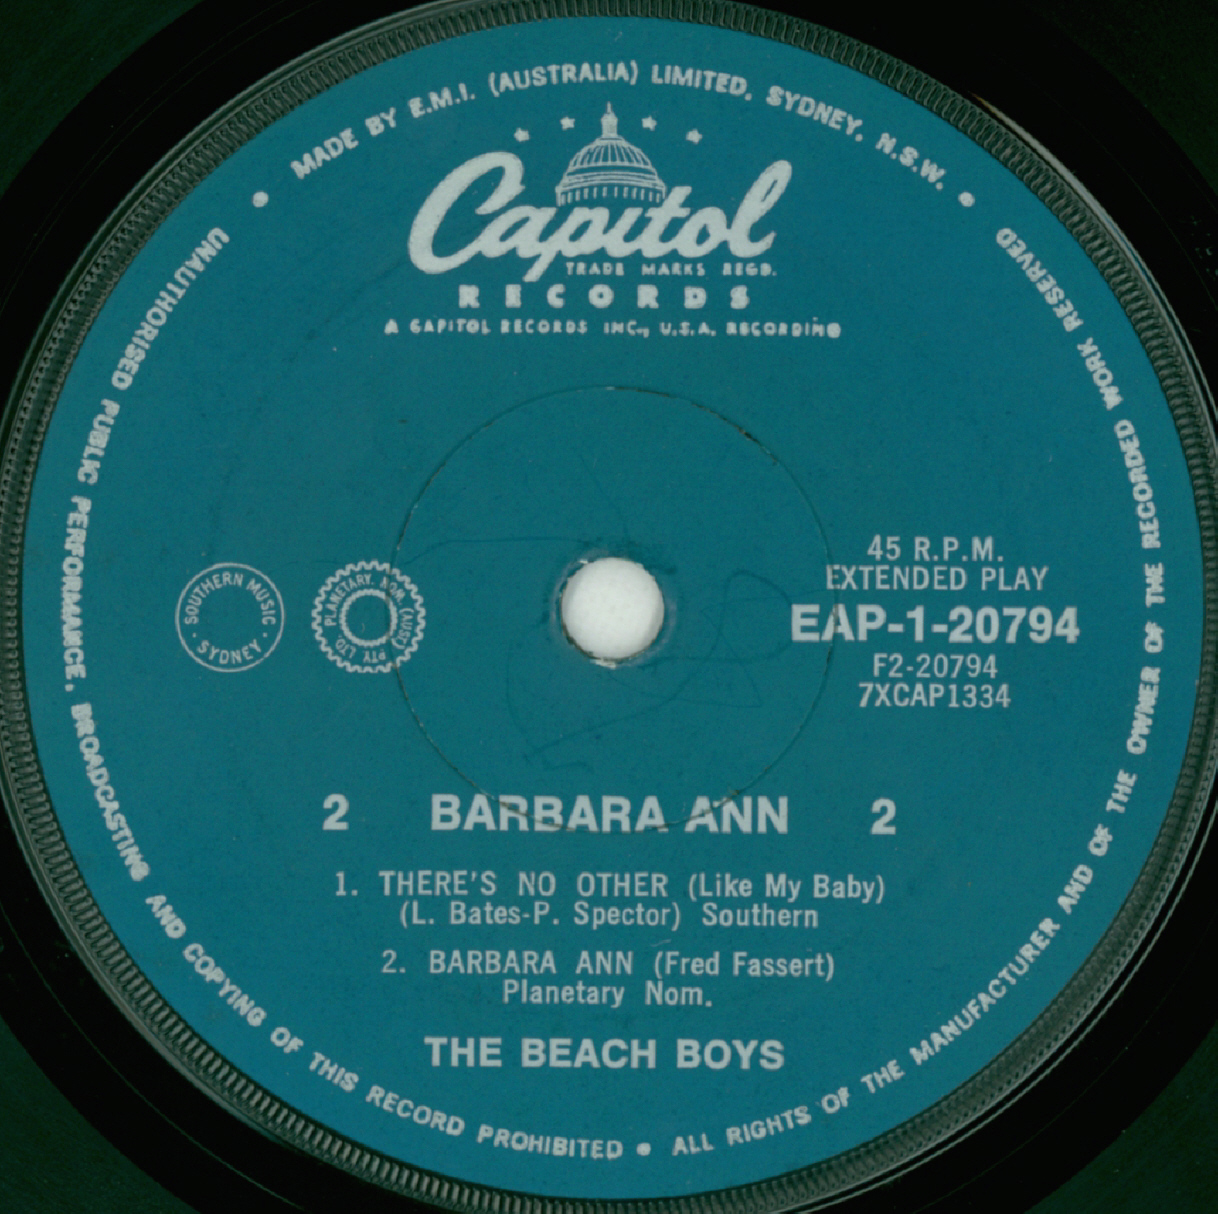 MADE BY E.M.I. (AUSTRALIA) LIMITED. SYDNEY. N.S.W.
Capitol
TRADE MARKS REGD.
RECORDS
A CAPITOL RECORDS INC., U.S.A. RECORDING
45 R.P.M.
EXTENDED PLAY
EAP-1-20794
F2-20794
7XCAP1334
SOUTHERN MUSIC
· SYDNEY ·
PLANETARY. NOM. (AUST)
PTY. LTD.
2 BARBARA ANN 2
1. THERE'S NO OTHER (Like My Baby)
(L. Bates-P. Spector) Southern
2. BARBARA ANN (Fred Fassert)
Planetary Nom.
THE BEACH BOYS
UNAUTHORISED PUBLIC PERFORMANCE, BROADCASTING AND COPYING OF THIS RECORD PROHIBITED • ALL RIGHTS OF THE MANUFACTURER AND OF THE OWNER OF THE RECORDED WORK RESERVED